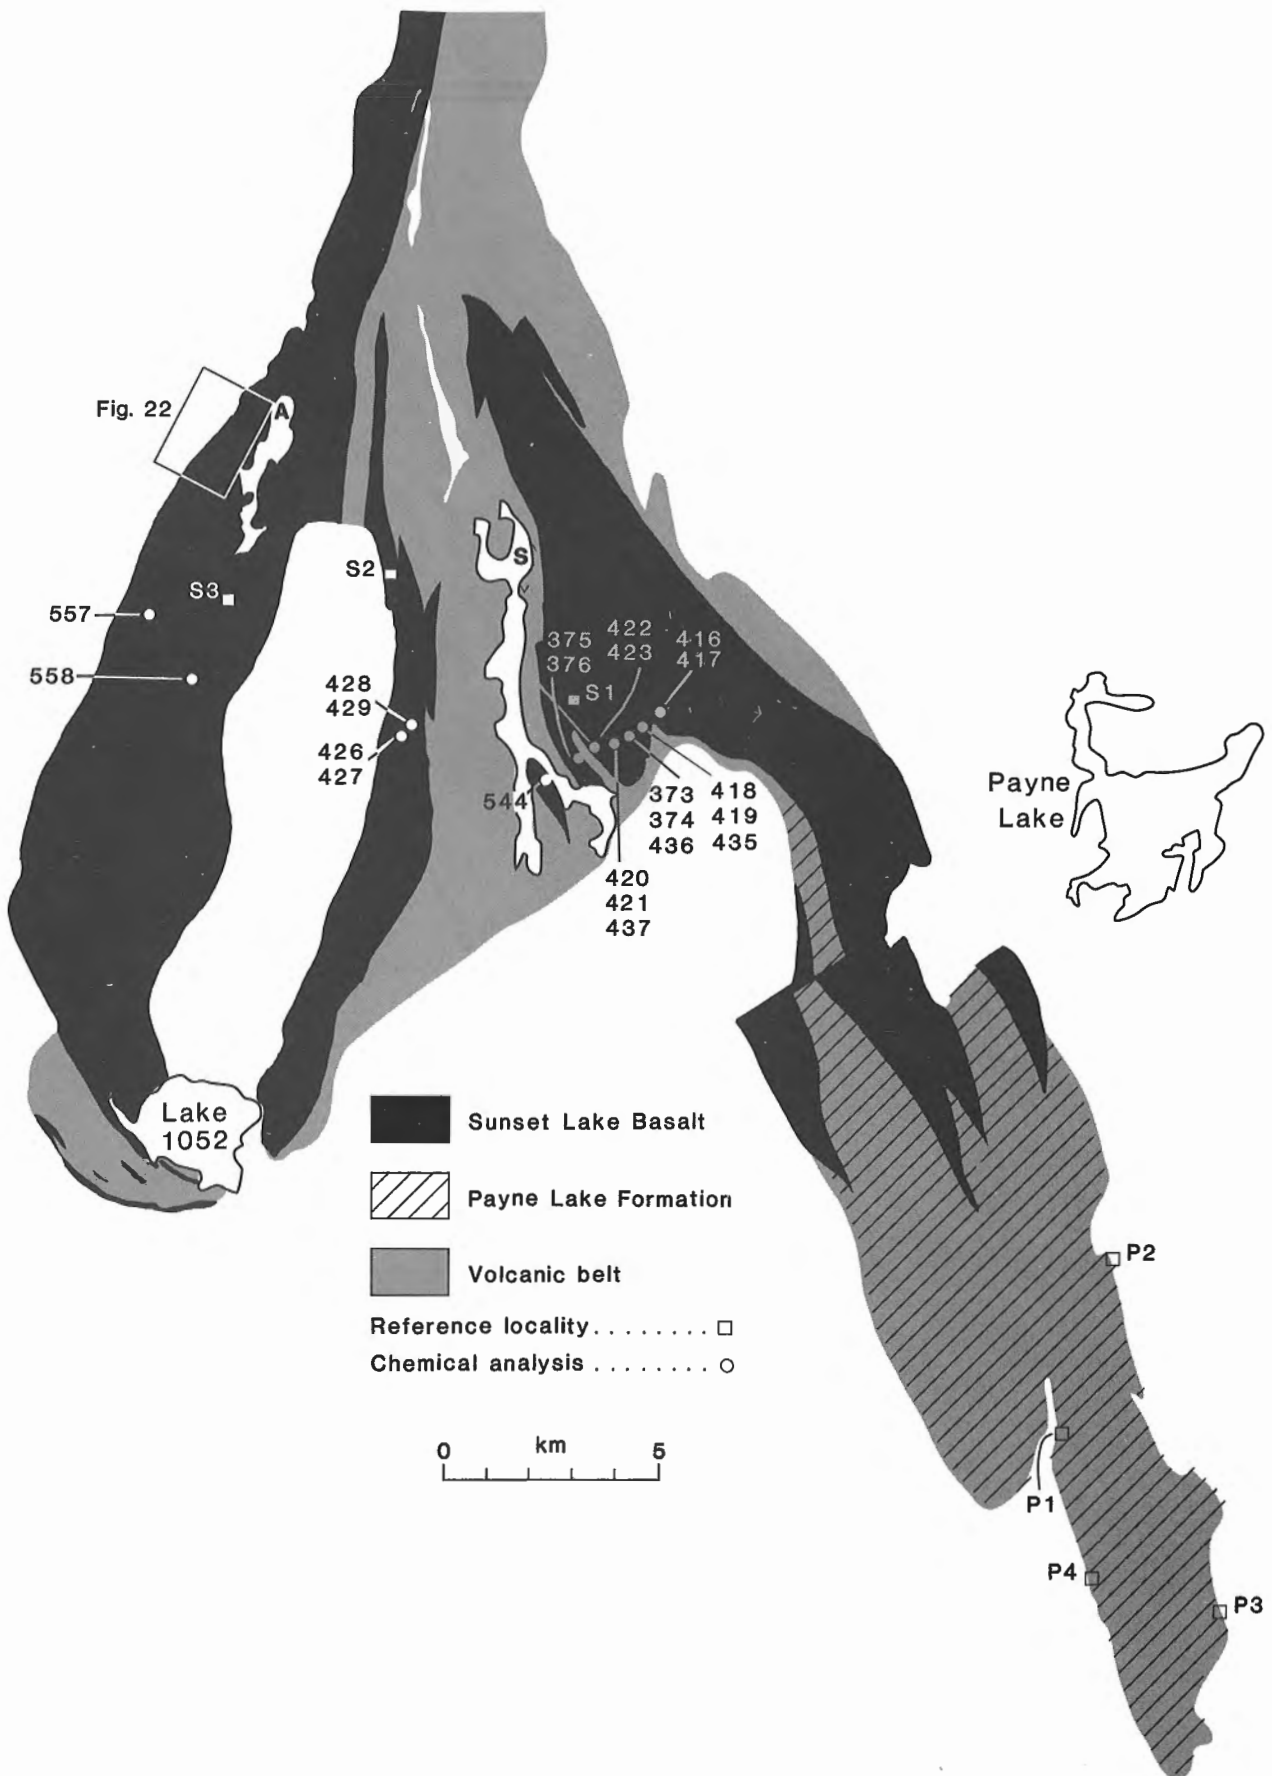 Fig. 22
A
S
S2
S3
557
558
428
429
426
427
375
376
422
423
416
417
S1
544
373
374
436
418
419
435
420
421
437
Payne
Lake
Lake
1052
Sunset Lake Basalt
Payne Lake Formation
Volcanic belt
Reference locality........
Chemical analysis........
0 km 5
P2
P1
P4
P3